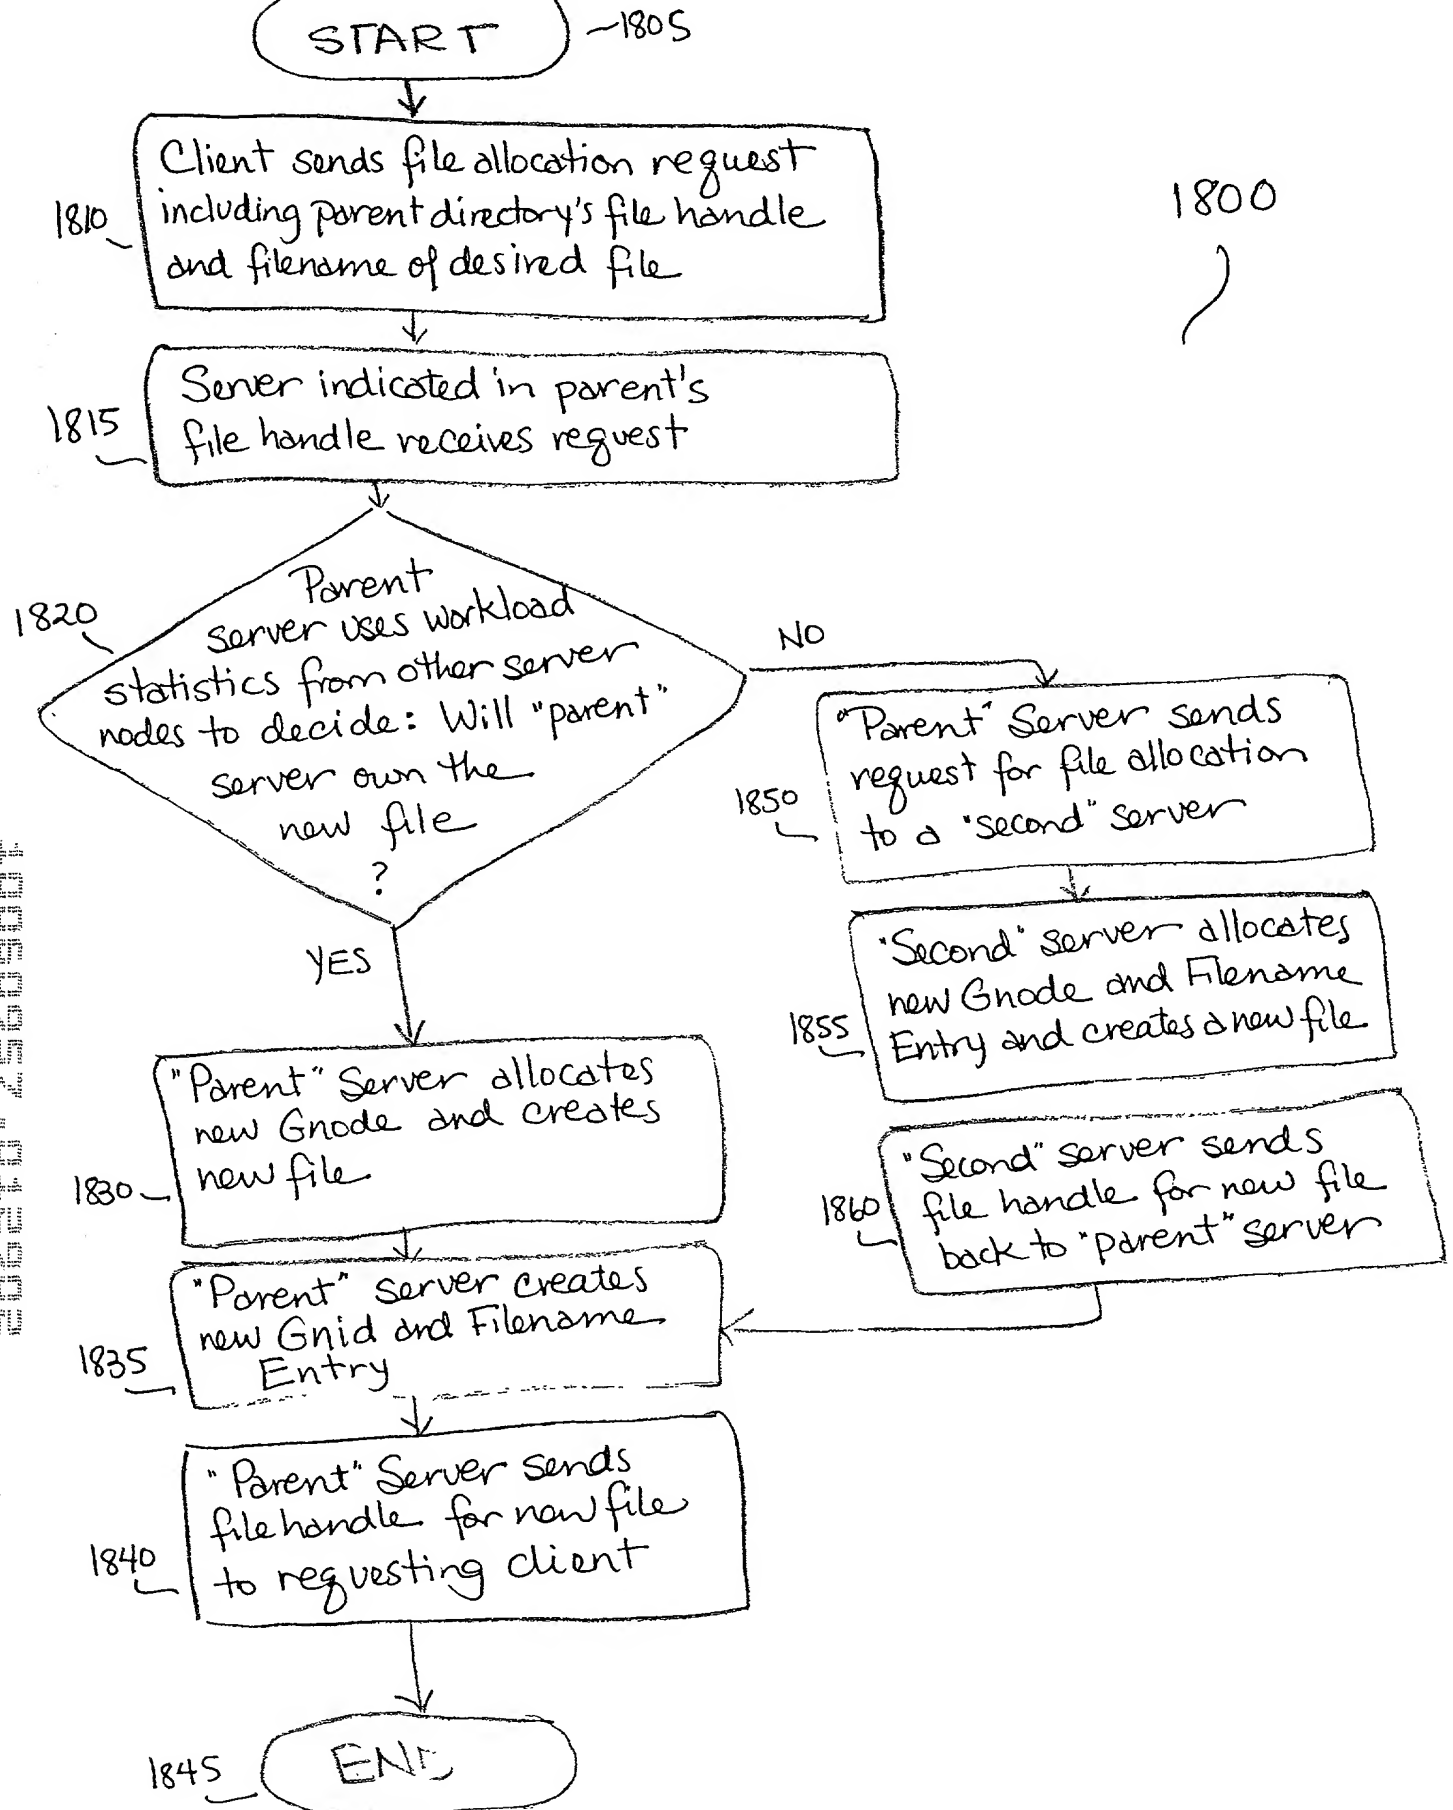 START
1805
Client sends file allocation request
including parent directory's file handle
and filename of desired file
1810
1800
Server indicated in parent's
file handle receives request
1815
Parent
server uses workload
statistics from other server
nodes to decide: Will "parent"
server own the
new file
?
1820
NO
YES
"Parent" Server sends
request for file allocation
to a "second" server
1850
"Second" server allocates
new Gnode and Filename
Entry and creates a new file
1855
"Second" server sends
file handle for new file
back to "parent" server
1860
"Parent" Server allocates
new Gnode and creates
new file
1830
"Parent" server creates
new Gnid and Filename
Entry
1835
"Parent" Server sends
file handle for new file
to requesting client
1840
END
1845